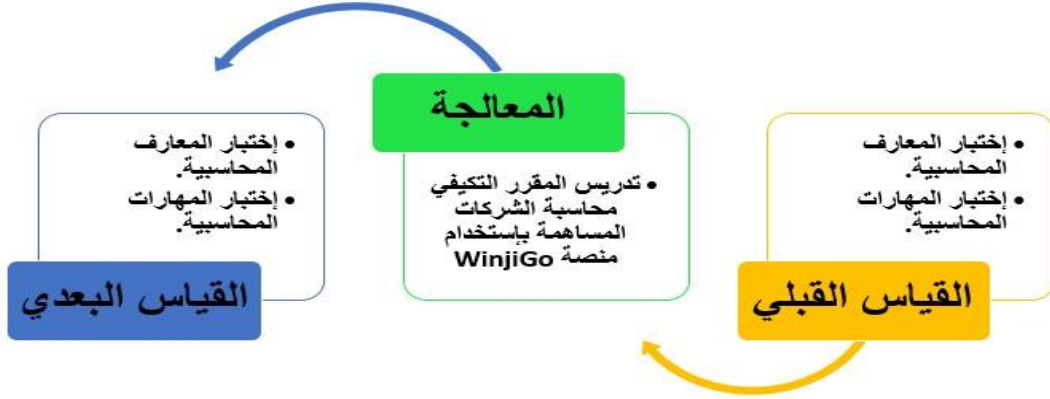 • إختبار المعارف
المحاسبية.
• إختبار المهارات
المحاسبية.
القياس القبلي
المعالجة
• تدريس المقرر التكيفي
محاسبة الشركات
المساهمة بإستخدام
منصة WinjiGo
• إختبار المعارف
المحاسبية.
• إختبار المهارات
المحاسبية.
القياس البعدي